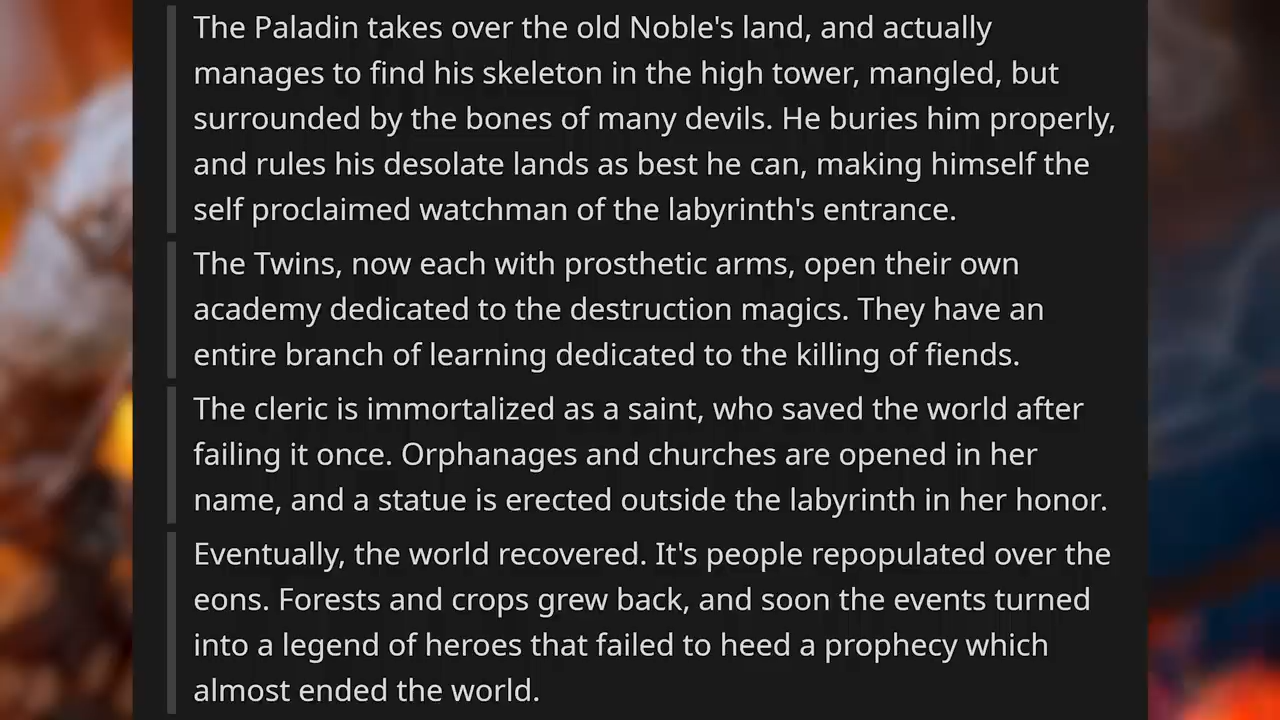 The Paladin takes over the old Noble's land, and actually
manages to find his skeleton in the high tower, mangled, but
surrounded by the bones of many devils. He buries him properly,
and rules his desolate lands as best he can, making himself the
self proclaimed watchman of the labyrinth's entrance.
The Twins, now each with prosthetic arms, open their own
academy dedicated to the destruction magics. They have an
entire branch of learning dedicated to the killing of fiends.
The cleric is immortalized as a saint, who saved the world after
failing it once. Orphanages and churches are opened in her
name, and a statue is erected outside the labyrinth in her honor.
Eventually, the world recovered. It's people repopulated over the
eons. Forests and crops grew back, and soon the events turned
into a legend of heroes that failed to heed a prophecy which
almost ended the world.